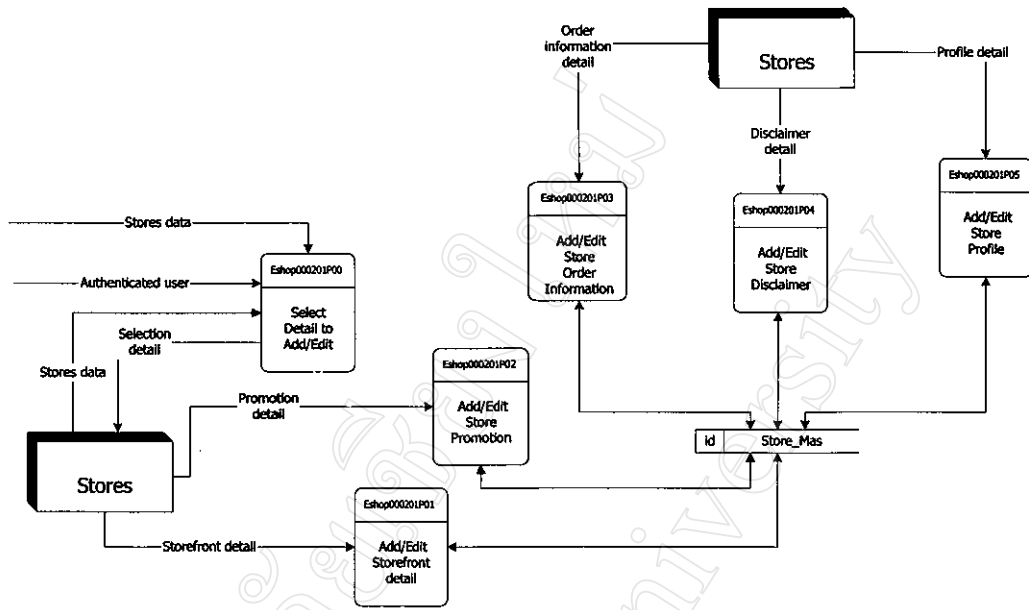 Order
information
detail
Stores
Profile detail
Disclaimer
detail
Eshop000201P03
Add/Edit
Store
Order
Information
Eshop000201P04
Add/Edit
Store
Disclaimer
Eshop000201P05
Add/Edit
Store
Profile
Stores data
Authenticated user
Eshop000201P00
Select
Detail to
Add/Edit
Selection
detail
Stores data
Promotion
detail
Eshop000201P02
Add/Edit
Store
Promotion
id Store_Mas
Stores
Storefront detail
Eshop000201P01
Add/Edit
Storefront
detail
University